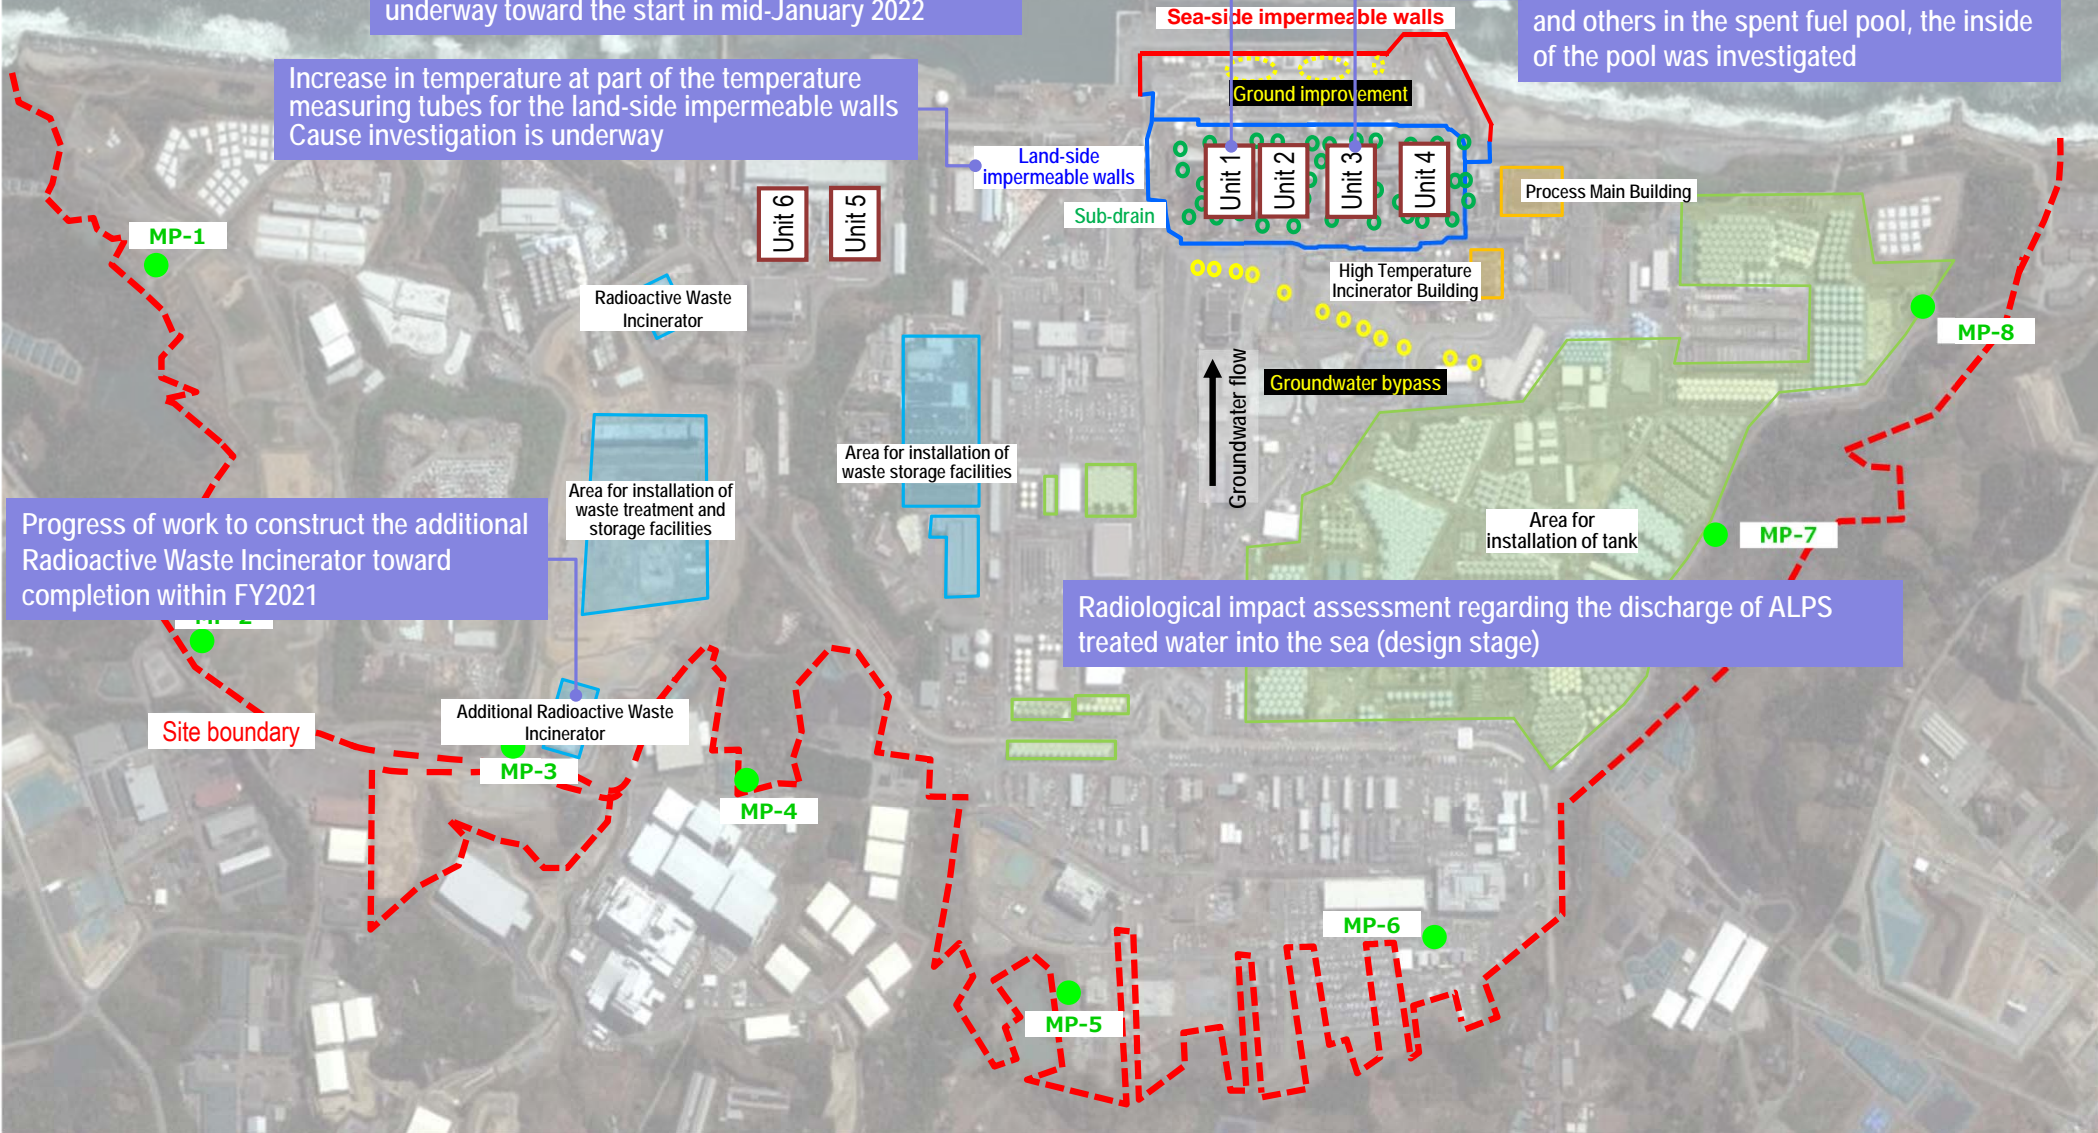 underway toward the start in mid-January 2022
Sea-side impermeable walls
and others in the spent fuel pool, the inside
of the pool was investigated
Increase in temperature at part of the temperature
measuring tubes for the land-side impermeable walls
Cause investigation is underway
Ground improvement
Land-side
impermeable walls
Sub-drain
Unit 1
Unit 2
Unit 3
Unit 4
Unit 6
Unit 5
Process Main Building
MP-1
High Temperature
Incinerator Building
Radioactive Waste
Incinerator
MP-8
Groundwater flow
Groundwater bypass
Area for installation of
waste storage facilities
Area for installation of
waste treatment and
storage facilities
Progress of work to construct the additional
Radioactive Waste Incinerator toward
completion within FY2021
Area for
installation of tank
MP-7
MP-2
Radiological impact assessment regarding the discharge of ALPS
treated water into the sea (design stage)
Site boundary
Additional Radioactive Waste
Incinerator
MP-3
MP-4
MP-6
MP-5